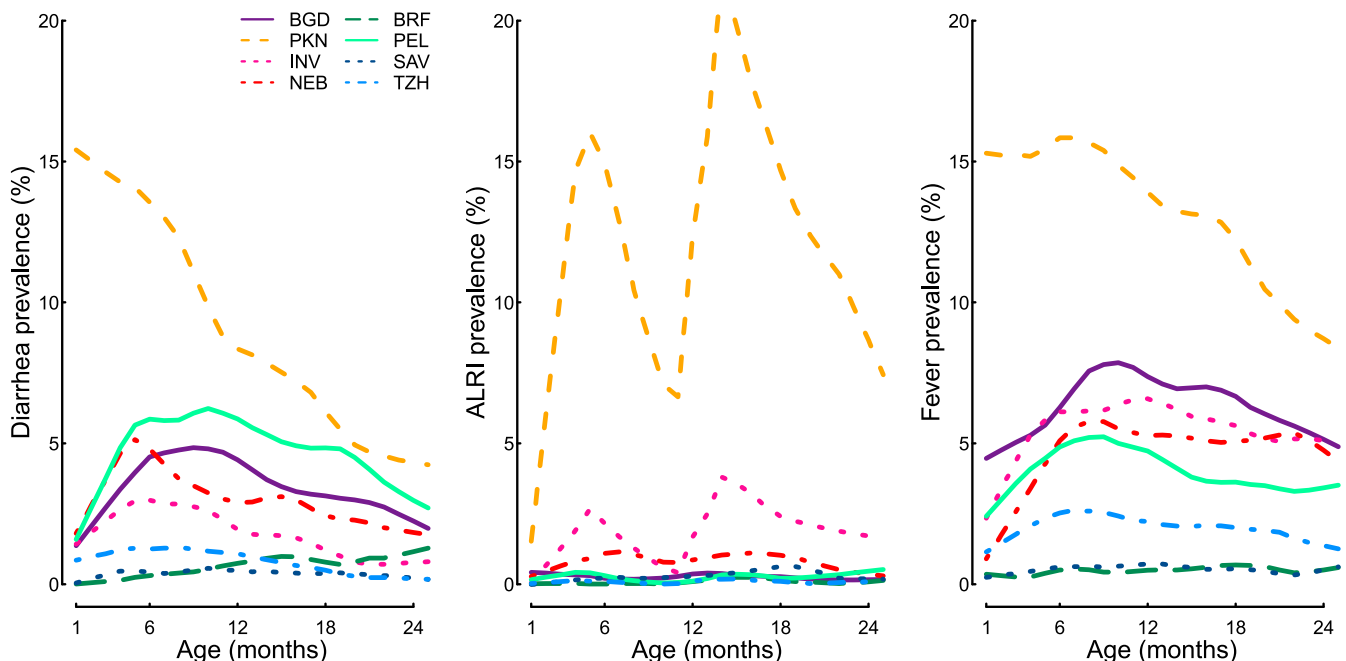 BGD BRF
PKN PEL
INV SAV
NEB TZH
Diarrhea prevalence (%)
20
15
10
5
0
1 6 12 18 24
Age (months)
ALRI prevalence (%)
20
15
10
5
0
1 6 12 18 24
Age (months)
Fever prevalence (%)
20
15
10
5
0
1 6 12 18 24
Age (months)